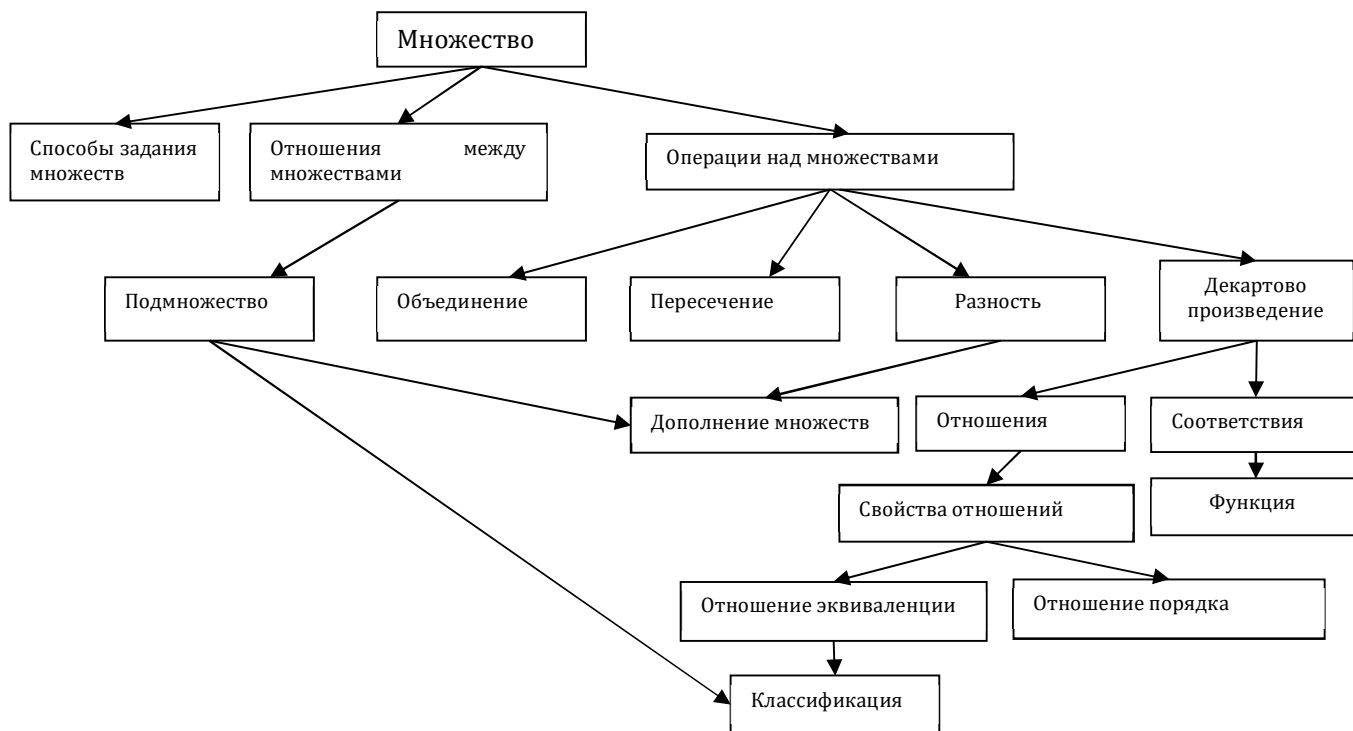 Множество
Способы задания
множеств
Отношения между
множествами
Операции над множествами
Подмножество
Объединение
Пересечение
Разность
Декартово
произведение
Дополнение множеств
Отношения
Соответствия
Свойства отношений
Функция
Отношение эквиваленции
Отношение порядка
Классификация